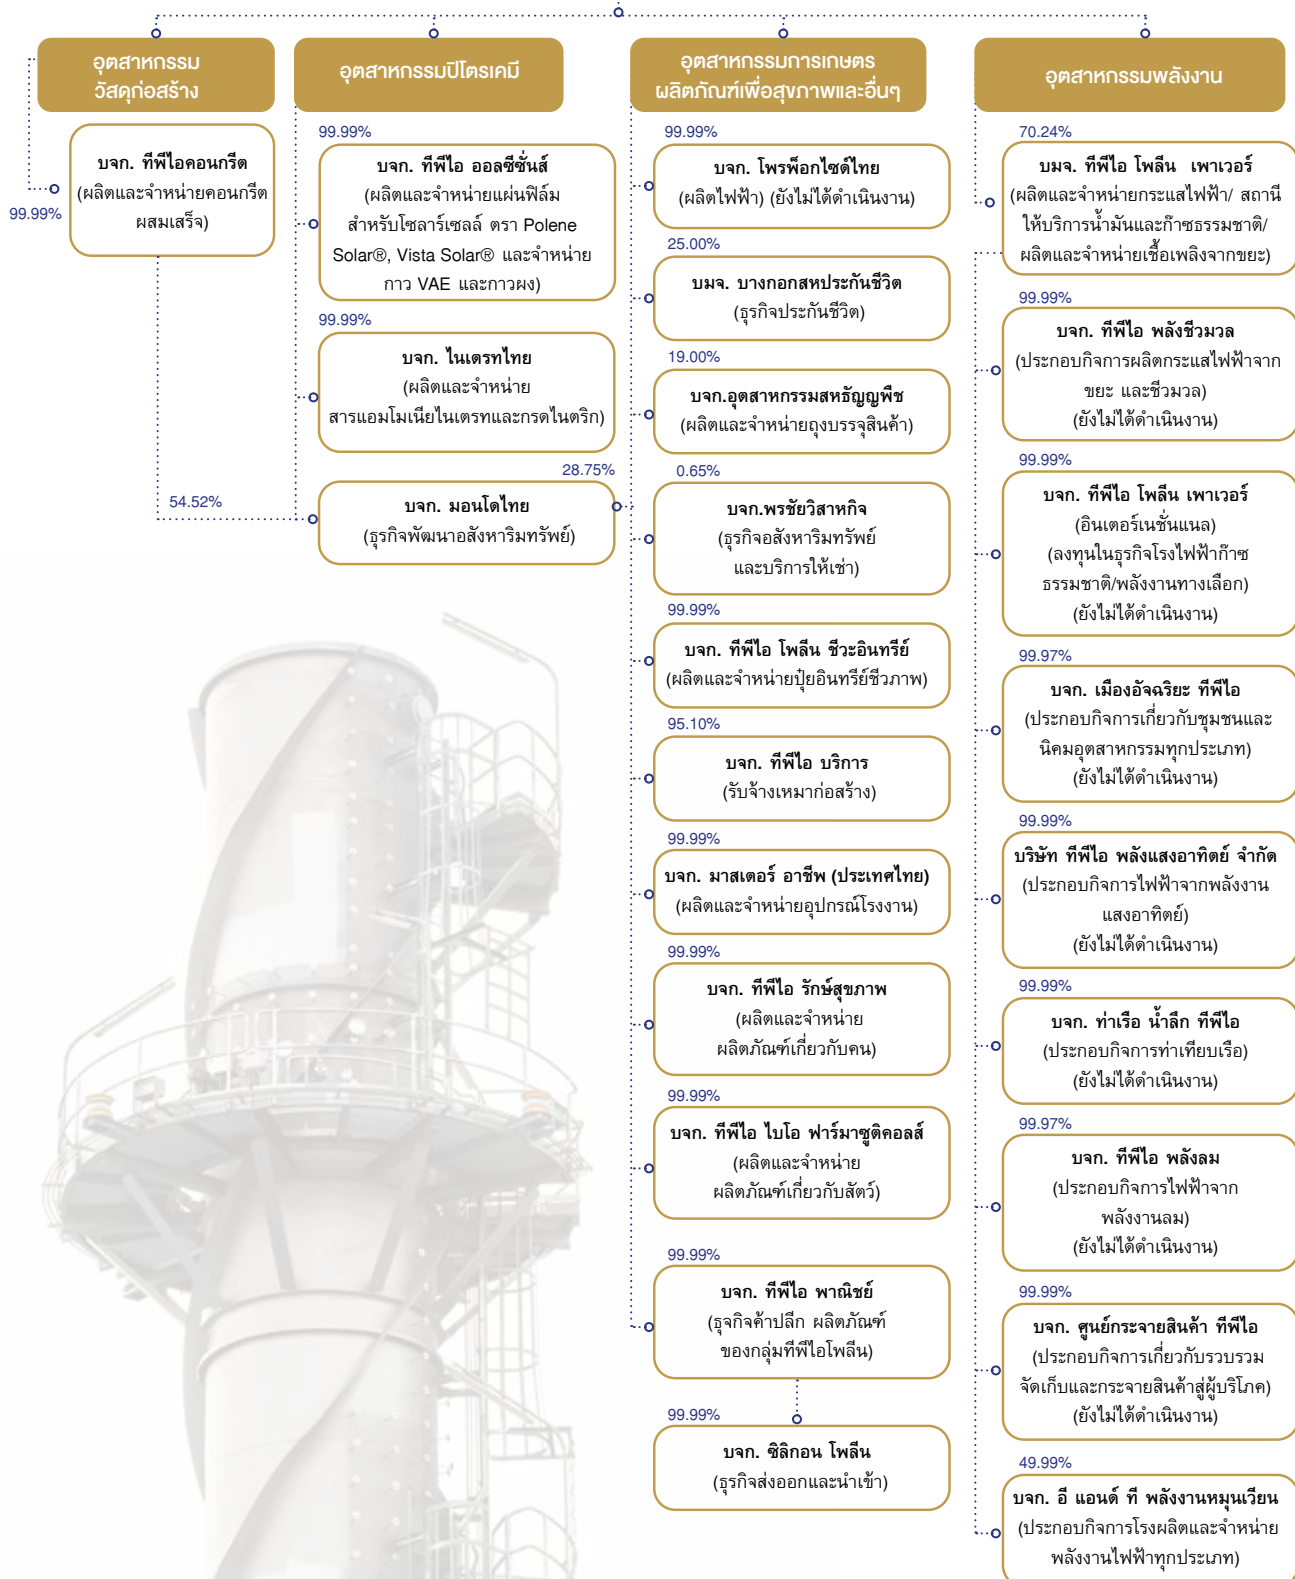 อุตสาหกรรม
วัสดุก่อสร้าง
99.99%
บจก. ทีพีไอคอนกรีต
(ผลิตและจำหน่ายคอนกรีต
ผสมเสร็จ)
54.52%
อุตสาหกรรมปิโตรเคมี
99.99%
บจก. ทีพีไอ ออลซีซั่นส์
(ผลิตและจำหน่ายแผ่นฟิล์ม
สำหรับโซลาร์เซลล์ ตรา Polene
Solar®, Vista Solar® และจำหน่าย
กาว VAE และกาวผง)
99.99%
บจก. ไนเตรทไทย
(ผลิตและจำหน่าย
สารแอมโมเนียไนเตรทและกรดไนตริก)
28.75%
บจก. มอนโดไทย
(ธุรกิจพัฒนาอสังหาริมทรัพย์)
อุตสาหกรรมการเกษตร
ผลิตภัณฑ์เพื่อสุขภาพและอื่นๆ
99.99%
บจก. โพรพ็อกไซด์ไทย
(ผลิตไฟฟ้า) (ยังไม่ได้ดำเนินงาน)
25.00%
บมจ. บางกอกสหประกันชีวิต
(ธุรกิจประกันชีวิต)
19.00%
บจก.อุตสาหกรรมสหธัญญพืช
(ผลิตและจำหน่ายถุงบรรจุสินค้า)
0.65%
บจก.พรชัยวิสาหกิจ
(ธุรกิจอสังหาริมทรัพย์
และบริการให้เช่า)
99.99%
บจก. ทีพีไอ โพลีน ชีวะอินทรีย์
(ผลิตและจำหน่ายปุ๋ยอินทรีย์ชีวภาพ)
95.10%
บจก. ทีพีไอ บริการ
(รับจ้างเหมาก่อสร้าง)
99.99%
บจก. มาสเตอร์ อาชีพ (ประเทศไทย)
(ผลิตและจำหน่ายอุปกรณ์โรงงาน)
99.99%
บจก. ทีพีไอ รักษ์สุขภาพ
(ผลิตและจำหน่าย
ผลิตภัณฑ์เกี่ยวกับคน)
99.99%
บจก. ทีพีไอ ไบโอ ฟาร์มาซูติคอลส์
(ผลิตและจำหน่าย
ผลิตภัณฑ์เกี่ยวกับสัตว์)
99.99%
บจก. ทีพีไอ พาณิชย์
(ธุจกิจค้าปลีก ผลิตภัณฑ์
ของกลุ่มทีพีไอโพลีน)
99.99%
บจก. ซิลิกอน โพลีน
(ธุรกิจส่งออกและนำเข้า)
อุตสาหกรรมพลังงาน
70.24%
บมจ. ทีพีไอ โพลีน เพาเวอร์
(ผลิตและจำหน่ายกระแสไฟฟ้า/ สถานี
ให้บริการน้ำมันและก๊าซธรรมชาติ/
ผลิตและจำหน่ายเชื้อเพลิงจากขยะ)
99.99%
บจก. ทีพีไอ พลังชีวมวล
(ประกอบกิจการผลิตกระแสไฟฟ้าจาก
ขยะ และชีวมวล)
(ยังไม่ได้ดำเนินงาน)
99.99%
บจก. ทีพีไอ โพลีน เพาเวอร์
(อินเตอร์เนชั่นแนล)
(ลงทุนในธุรกิจโรงไฟฟ้าก๊าซ
ธรรมชาติ/พลังงานทางเลือก)
(ยังไม่ได้ดำเนินงาน)
99.97%
บจก. เมืองอัจฉริยะ ทีพีไอ
(ประกอบกิจการเกี่ยวกับชุมชนและ
นิคมอุตสาหกรรมทุกประเภท)
(ยังไม่ได้ดำเนินงาน)
99.99%
บริษัท ทีพีไอ พลังแสงอาทิตย์ จำกัด
(ประกอบกิจการไฟฟ้าจากพลังงาน
แสงอาทิตย์)
(ยังไม่ได้ดำเนินงาน)
99.99%
บจก. ท่าเรือ น้ำลึก ทีพีไอ
(ประกอบกิจการท่าเทียบเรือ)
(ยังไม่ได้ดำเนินงาน)
99.97%
บจก. ทีพีไอ พลังลม
(ประกอบกิจการไฟฟ้าจาก
พลังงานลม)
(ยังไม่ได้ดำเนินงาน)
99.99%
บจก. ศูนย์กระจายสินค้า ทีพีไอ
(ประกอบกิจการเกี่ยวกับรวบรวม
จัดเก็บและกระจายสินค้าสู่ผู้บริโภค)
(ยังไม่ได้ดำเนินงาน)
49.99%
บจก. อี แอนด์ ที พลังงานหมุนเวียน
(ประกอบกิจการโรงผลิตและจำหน่าย
พลังงานไฟฟ้าทุกประเภท)